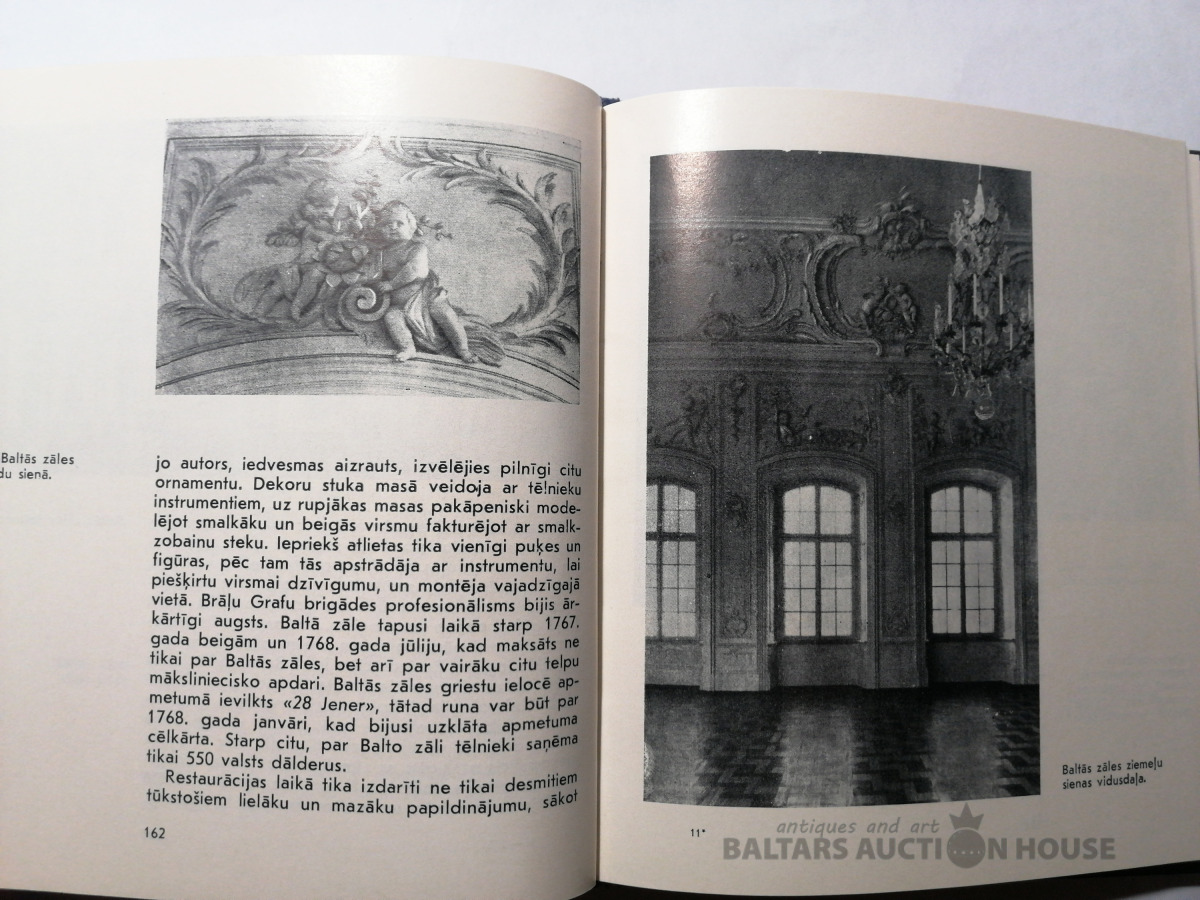 Baltās zāles
du sienā.
jo autors, iedvesmas aizrauts, izvēlējies pilnīgi citu
ornamentu. Dekoru stuka masā veidoja ar tēlnieku
instrumentiem, uz rupjākas masas pakāpeniski mode-
lējot smalkāku un beigās virsmu fakturējot ar smalk-
zobainu steku. Iepriekš atlietas tika vienīgi puķes un
figūras, pēc tam tās apstrādāja ar instrumentu, lai
piešķirtu virsmai dzīvīgumu, un montēja vajadzīgajā
vietā. Brāļu Grafu brigādes profesionālisms bijis ār-
kārtīgi augsts. Baltā zāle tapusi laikā starp 1767.
gada beigām un 1768. gada jūliju, kad maksāts ne
tikai par Baltās zāles, bet arī par vairāku citu telpu
māksliniecisko apdari. Baltās zāles griestu ielocē ap-
metumā ievilkts «28 Jener», tātad runa var būt par
1768. gada janvāri, kad bijusi uzklāta apmetuma
cēlkārta. Starp citu, par Balto zāli tēlnieki saņēma
tikai 550 valsts dālderus.
Restaurācijas laikā tika izdarīti ne tikai desmitiem
tūkstošiem lielāku un mazāku papildinājumu, sākot
162
Baltās zāles ziemeļu
sienas vidusdaļa.
11*
antiques and art
BALTARS AUCTION HOUSE